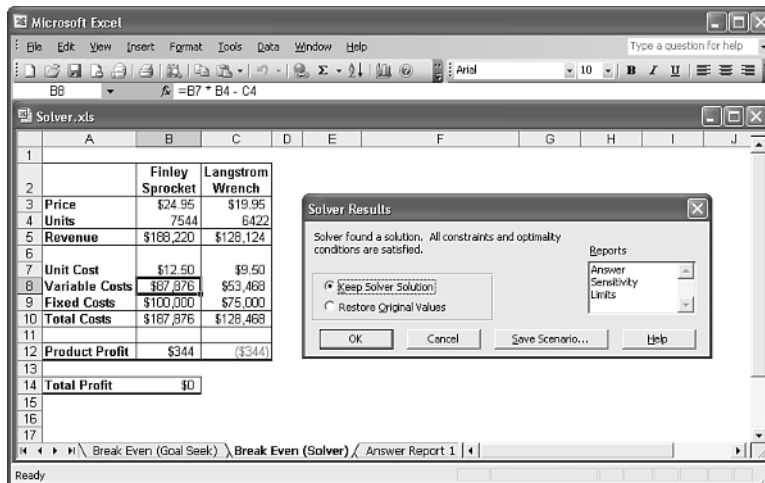 Microsoft Excel
File Edit View Insert Format Tools Data Window Help Type a question for help
Arial 10 B I U
B8 fx =B7 * B4 - C4
Solver.xls
A B C D E F G H I J
1
2 Finley Sprocket Langstrom Wrench
3 Price $24.95 $19.95
4 Units 7544 6422
5 Revenue $188,220 $128,124
6
7 Unit Cost $12.50 $9.50
8 Variable Costs $87,876 $53,468
9 Fixed Costs $100,000 $75,000
10 Total Costs $187,876 $128,468
11
12 Product Profit $344 ($344)
13
14 Total Profit $0
15
16
17
Solver Results
Solver found a solution. All constraints and optimality
conditions are satisfied.
Reports
Answer
Sensitivity
Limits
Keep Solver Solution
Restore Original Values
OK Cancel Save Scenario... Help
Break Even (Goal Seek) Break Even (Solver) Answer Report 1
Ready